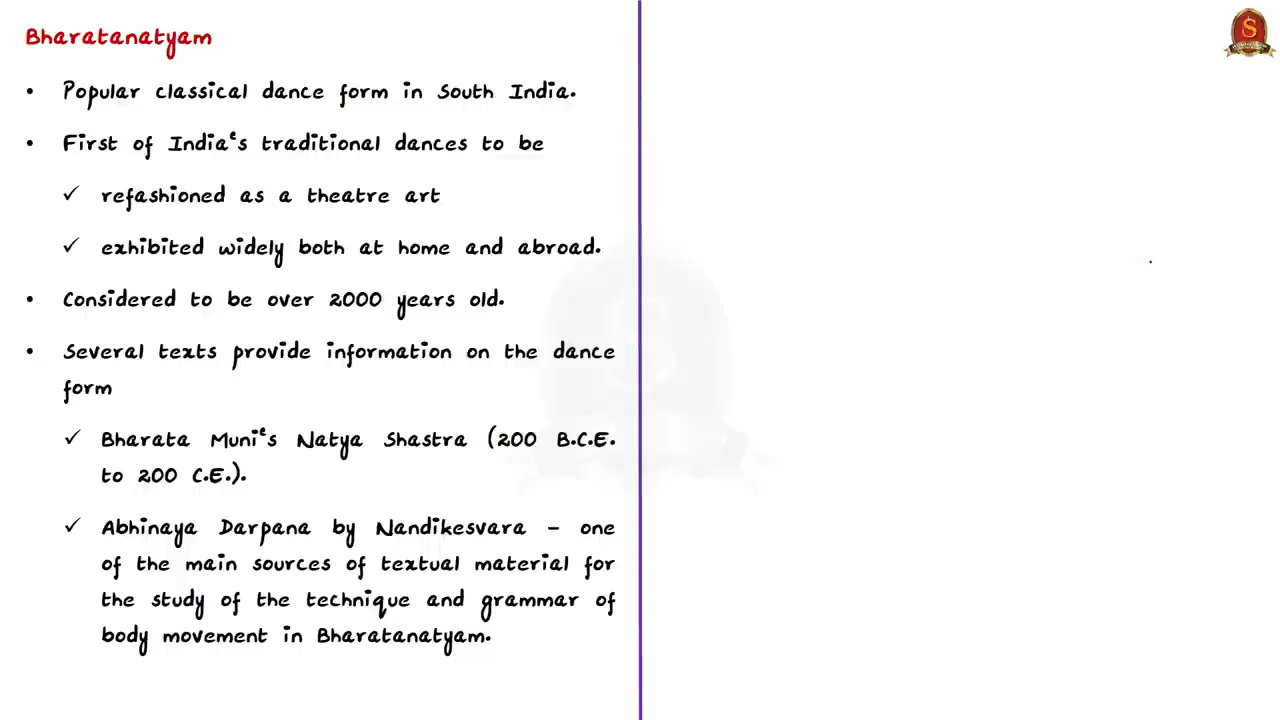 Bharatanatyam
• Popular classical dance form in South India.
• First of India's traditional dances to be
✓ refashioned as a theatre art
✓ exhibited widely both at home and abroad.
• Considered to be over 2000 years old.
• Several texts provide information on the dance
form
✓ Bharata Muni's Natya Shastra (200 B.C.E.
to 200 C.E.).
✓ Abhinaya Darpana by Nandikesvara – one
of the main sources of textual material for
the study of the technique and grammar of
body movement in Bharatanatyam.
S